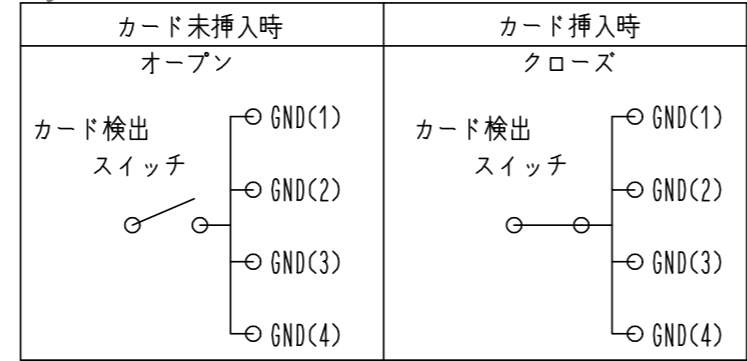 カード未挿入時
カード挿入時
オープン
カード検出
スイッチ
GND(1)
GND(2)
GND(3)
GND(4)
クローズ
カード検出
スイッチ
GND(1)
GND(2)
GND(3)
GND(4)